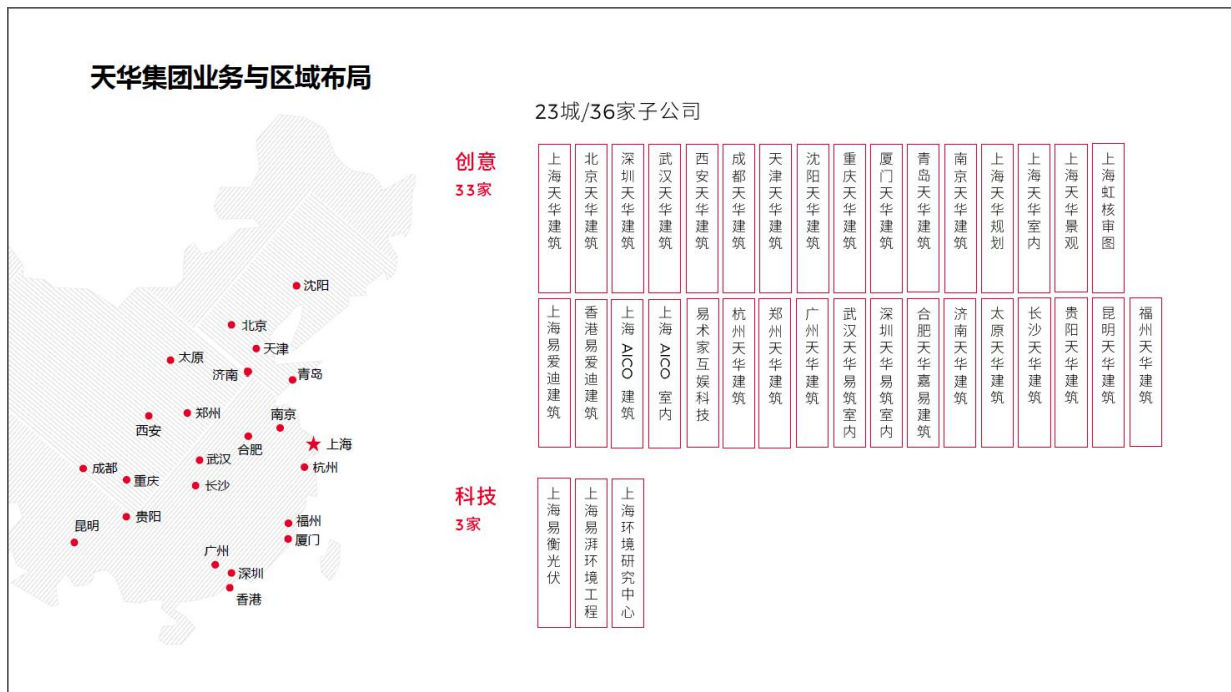 天华集团业务与区域布局
23城/36家子公司
创意
33家
上海天华建筑
北京天华建筑
深圳天华建筑
武汉天华建筑
西安天华建筑
成都天华建筑
天津天华建筑
沈阳天华建筑
重庆天华建筑
厦门天华建筑
青岛天华建筑
南京天华建筑
上海天华规划
上海天华室内
上海天华景观
上海虹核审图
上海易爱迪建筑
香港易爱迪建筑
上海 AICO 建筑
上海 AICO 室内
易术家互娱科技
杭州天华建筑
郑州天华建筑
广州天华建筑
武汉天华易筑室内
深圳天华易筑室内
合肥天华嘉易建筑
济南天华建筑
太原天华建筑
长沙天华建筑
贵阳天华建筑
昆明天华建筑
福州天华建筑
科技
3家
上海易衡光伏
上海易湃环境工程
上海环境研究中心
沈阳
北京
天津
太原
济南
青岛
郑州
南京
西安
合肥
上海
武汉
杭州
成都
重庆
长沙
贵阳
福州
昆明
厦门
广州
深圳
香港